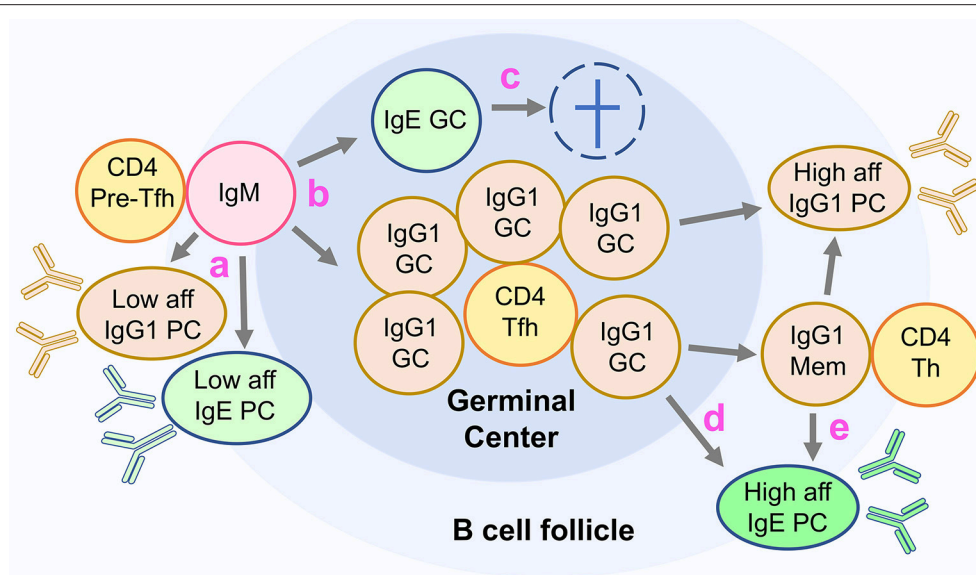 c
IgE GC
CD4
Pre-Tfh
IgM
b
High aff
IgG1 PC
IgG1
GC
IgG1
GC
IgG1
GC
a
Low aff
IgG1 PC
CD4
Tfh
IgG1
GC
IgG1
GC
IgG1
Mem
CD4
Th
Low aff
IgE PC
Germinal
Center
d
e
High aff
IgE PC
B cell follicle